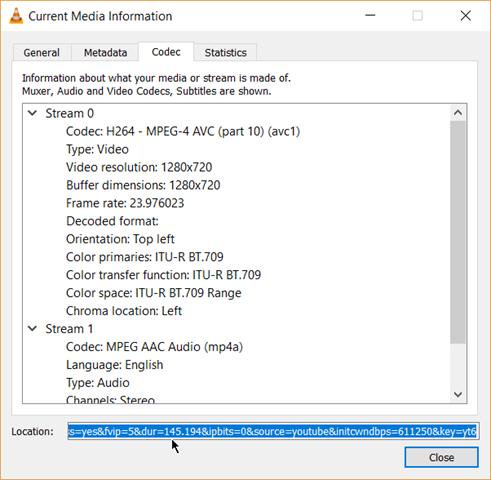 Current Media Information
General Metadata Codec Statistics
Information about what your media or stream is made of.
Muxer, Audio and Video Codecs, Subtitles are shown.
Stream 0
Codec: H264 - MPEG-4 AVC (part 10) (avc1)
Type: Video
Video resolution: 1280x720
Buffer dimensions: 1280x720
Frame rate: 23.976023
Decoded format:
Orientation: Top left
Color primaries: ITU-R BT.709
Color transfer function: ITU-R BT.709
Color space: ITU-R BT.709 Range
Chroma location: Left
Stream 1
Codec: MPEG AAC Audio (mp4a)
Language: English
Type: Audio
Channels: Stereo
Location: ;s=yes&fvip=5&dur=145.194&ipbits=0&source=youtube&initcwndbps=611250&key=yt6
Close